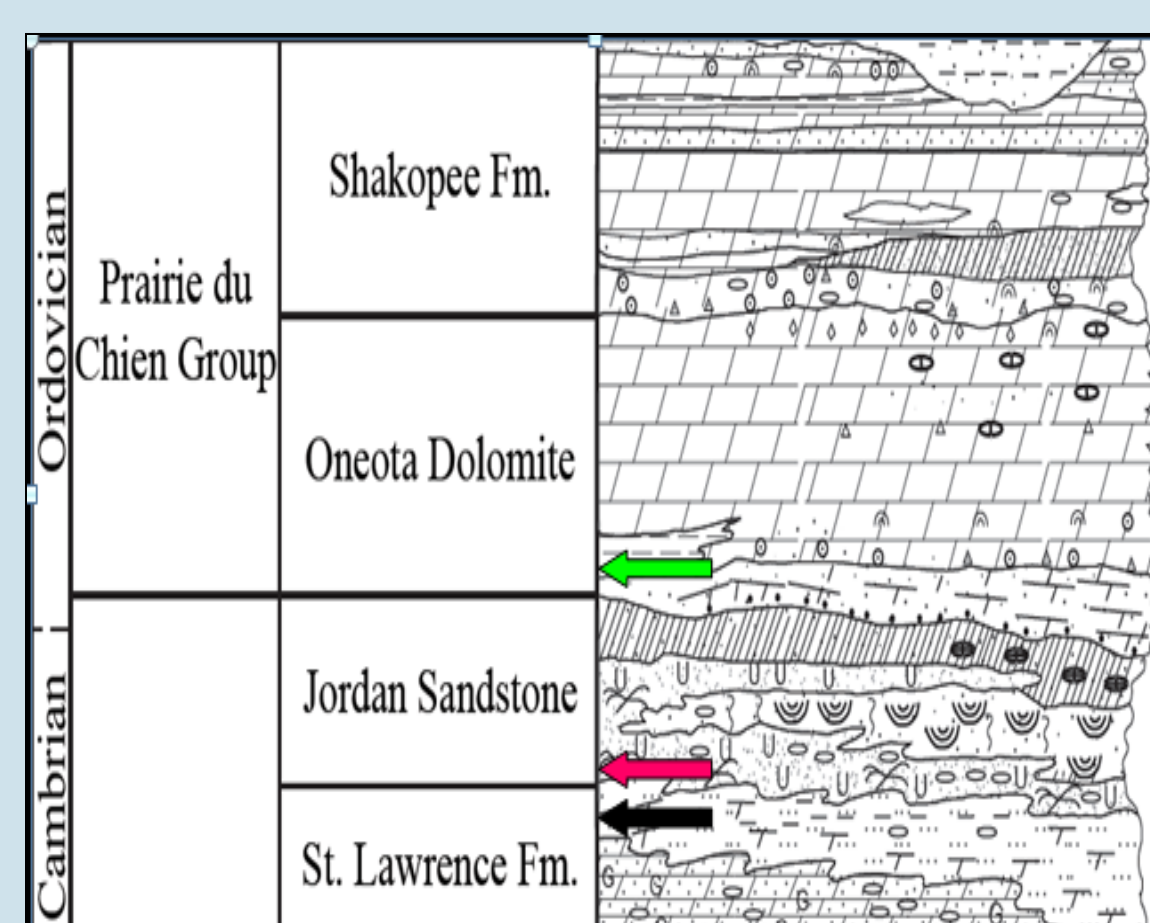 Ordovician
Prairie du
Chien Group
Shakopee Fm.
Oneota Dolomite
Cambrian
Jordan Sandstone
St. Lawrence Fm.
G
G
G
G